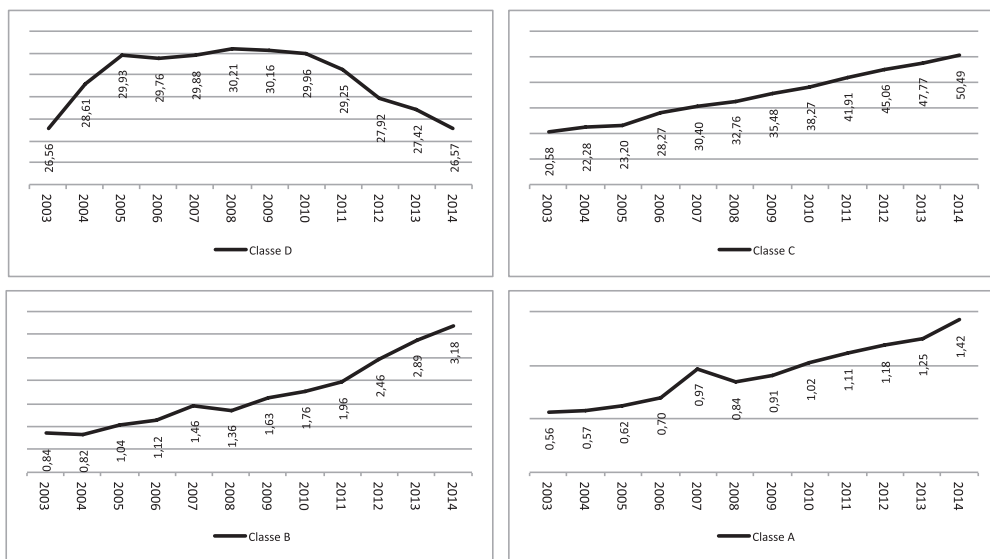 26,56 28,61 29,93 29,76 29,88 30,21 30,16 29,96 29,25 27,92 27,42 26,57
2003 2004 2005 2006 2007 2008 2009 2010 2011 2012 2013 2014
Classe D
20,58 22,28 23,20 28,27 30,40 32,76 35,48 38,27 41,91 45,06 47,77 50,49
2003 2004 2005 2006 2007 2008 2009 2010 2011 2012 2013 2014
Classe C
0,84 0,82 1,04 1,12 1,46 1,36 1,63 1,76 1,96 2,46 2,89 3,18
2003 2004 2005 2006 2007 2008 2009 2010 2011 2012 2013 2014
Classe B
0,56 0,57 0,62 0,70 0,97 0,84 0,91 1,02 1,11 1,18 1,25 1,42
2003 2004 2005 2006 2007 2008 2009 2010 2011 2012 2013 2014
Classe A